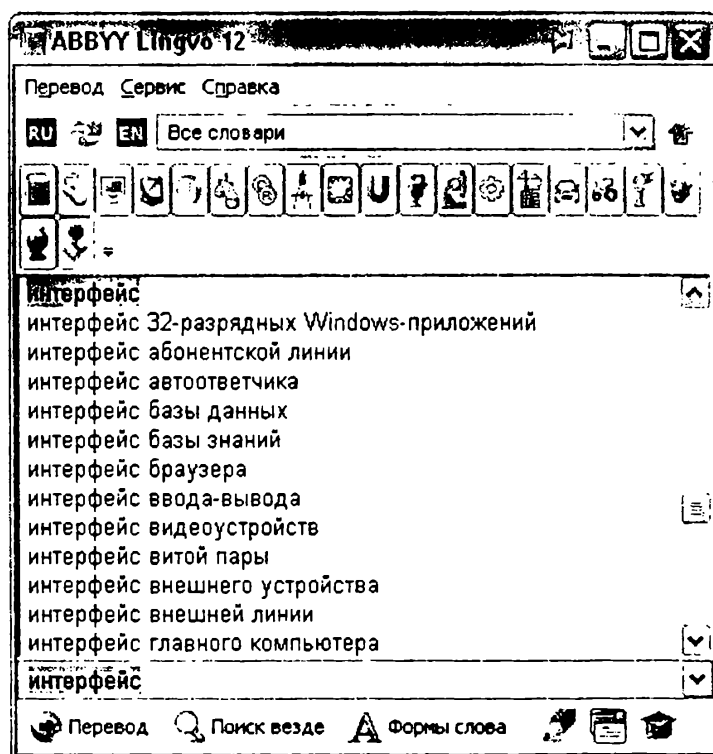 ABBYY Lingvo 12
Перевод Сервис Справка
RU EN Все словари
интерфейс
интерфейс 32-разрядных Windows-приложений
интерфейс абонентской линии
интерфейс автоответчика
интерфейс базы данных
интерфейс базы знаний
интерфейс браузера
интерфейс ввода-вывода
интерфейс видеоустройств
интерфейс витой пары
интерфейс внешнего устройства
интерфейс внешней линии
интерфейс главного компьютера
интерфейс
Перевод Поиск везде Формы слова